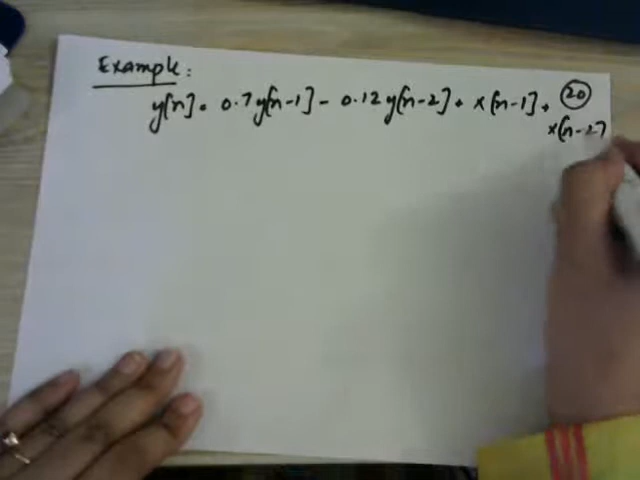 Example:
20
y[n] = 0.7y[n-1] - 0.12y[n-2] + x[n-1] +
x[n-2]